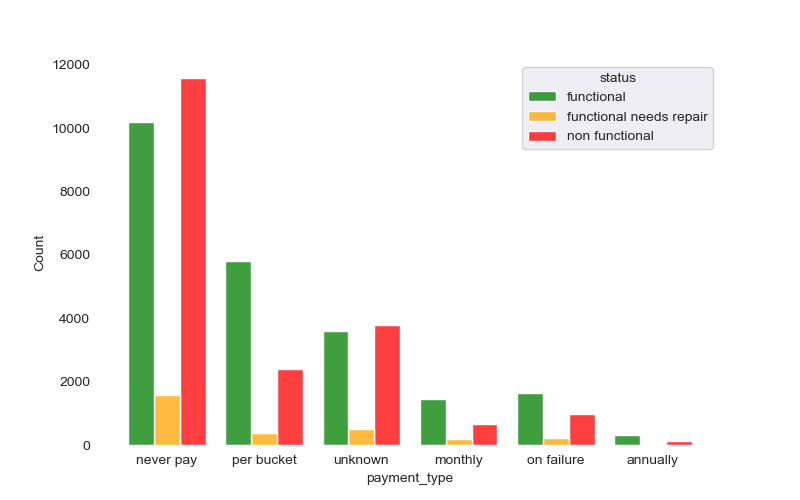 12000
10000
8000
6000
4000
2000
0
Count
status
functional
functional needs repair
non functional
never pay
per bucket
unknown
monthly
on failure
annually
payment_type